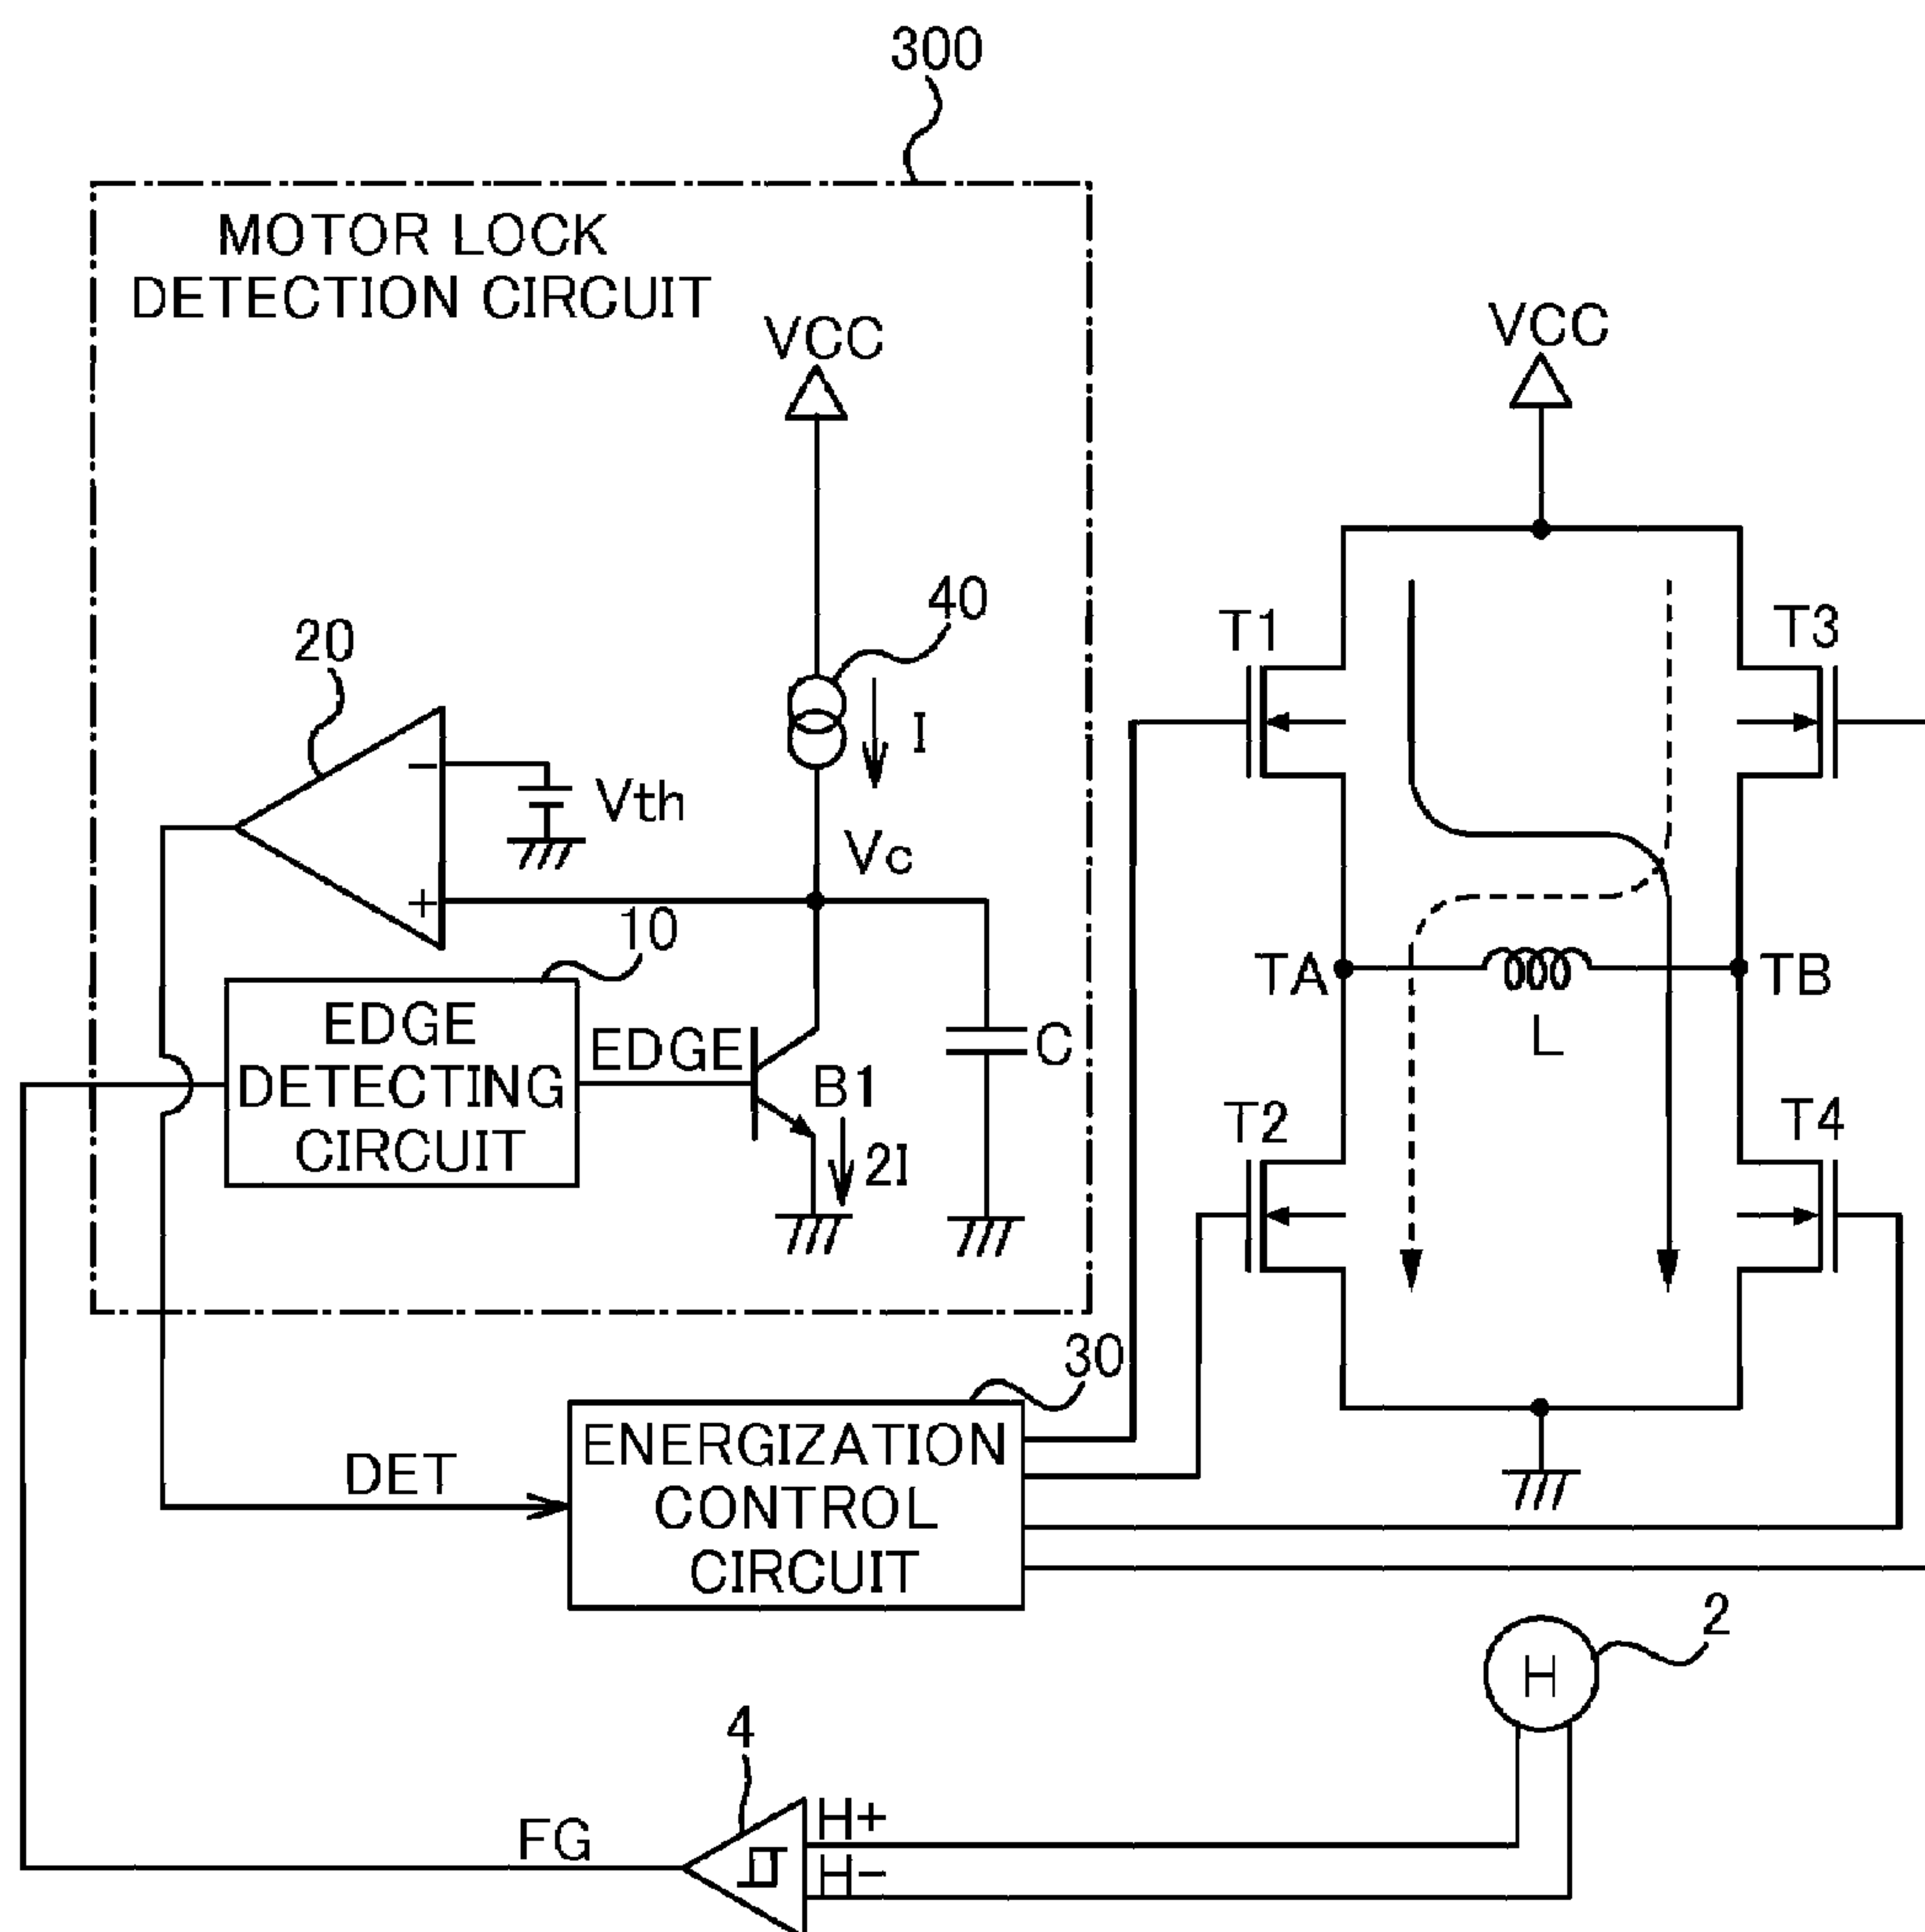 300
MOTOR LOCK
DETECTION CIRCUIT
VCC
VCC
40
20
T1
T3
I
−
Vth
Vc
+
10
TA
TB
L
EDGE
DETECTING
CIRCUIT
EDGE
C
B1
T2
T4
2I
30
ENERGIZATION
CONTROL
CIRCUIT
DET
2
H
4
H+
FG
H−